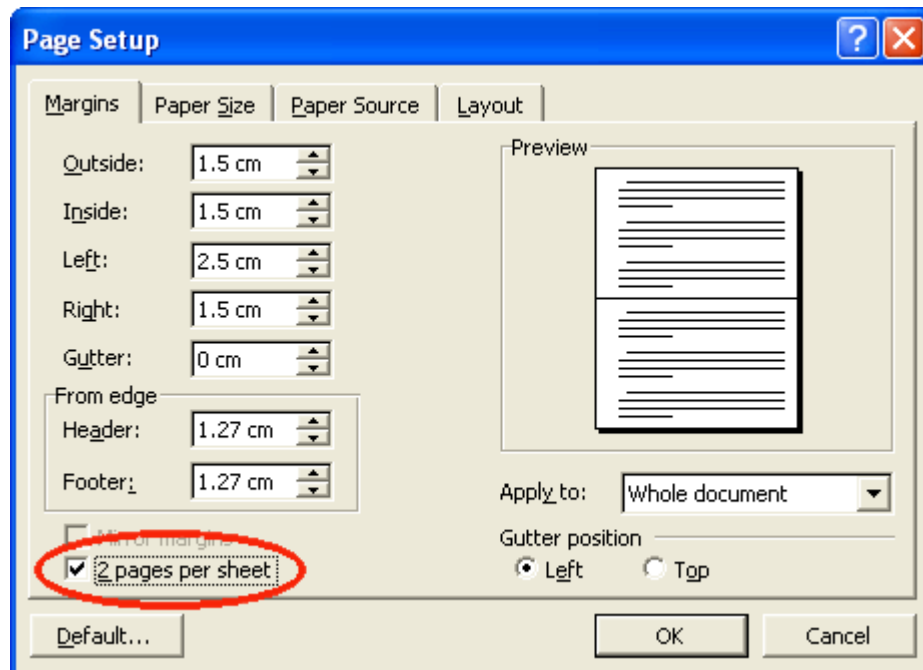 Page Setup
Margins
Paper Size
Paper Source
Layout
Outside: 1.5 cm
Inside: 1.5 cm
Left: 2.5 cm
Right: 1.5 cm
Gutter: 0 cm
From edge
Header: 1.27 cm
Footer: 1.27 cm
Mirror margins
2 pages per sheet
Preview
Apply to: Whole document
Gutter position
Left Top
Default...
OK
Cancel